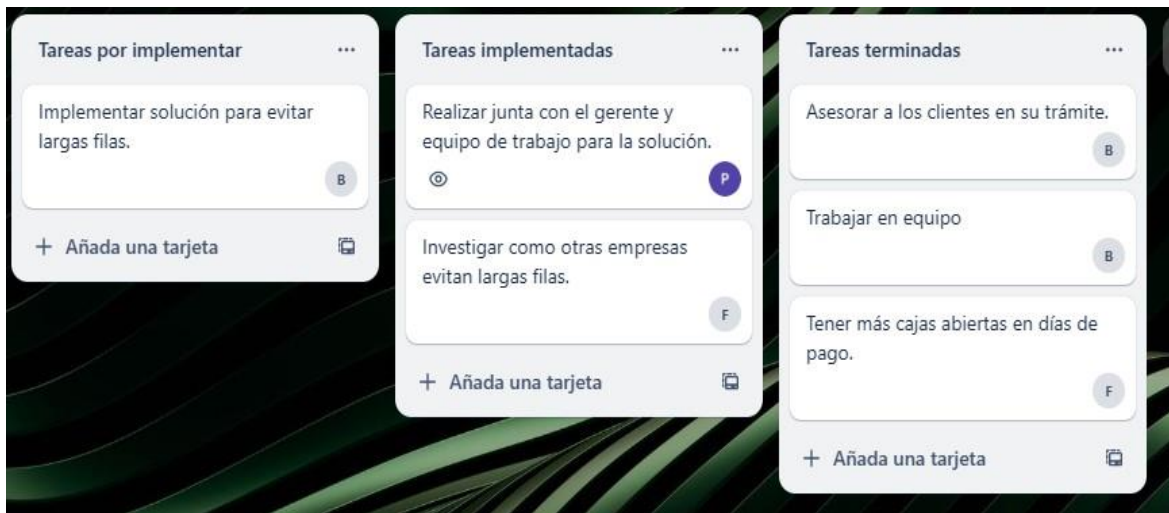 Tareas por implementar
Implementar solución para evitar
largas filas.
B
Añada una tarjeta
Tareas implementadas
Realizar junta con el gerente y
equipo de trabajo para la solución.
P
Investigar como otras empresas
evitan largas filas.
F
Añada una tarjeta
Tareas terminadas
Asesorar a los clientes en su trámite.
B
Trabajar en equipo
B
Tener más cajas abiertas en días de
pago.
F
Añada una tarjeta